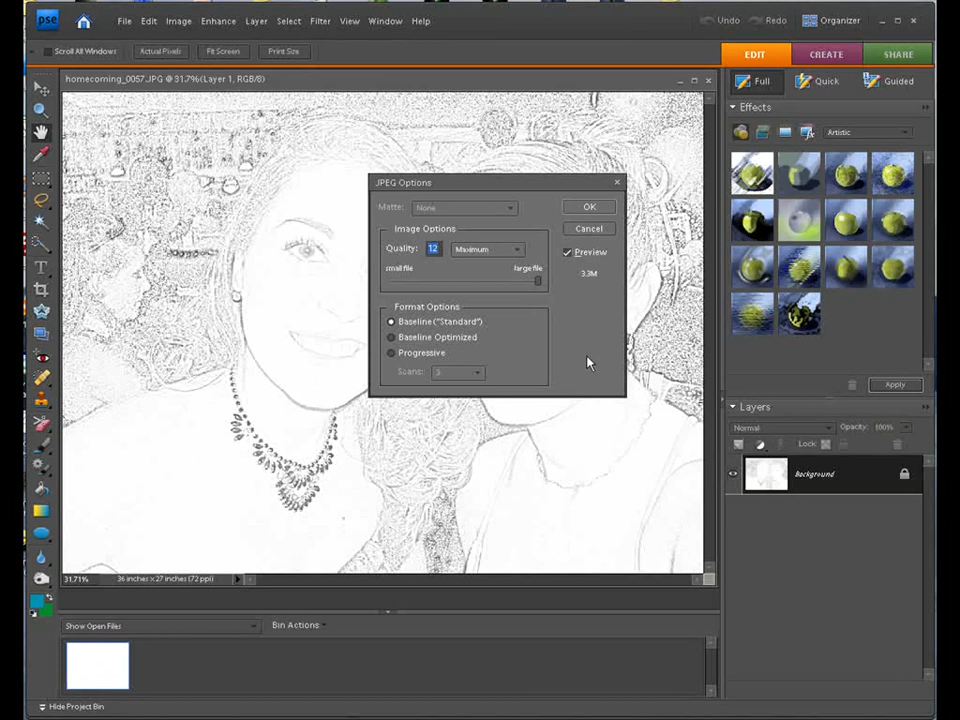 pse File Edit Image Enhance Layer Select Filter View Window Help Undo Redo Organizer
Scroll All Windows Actual Pixels Fit Screen Print Size EDIT CREATE SHARE
homecoming_0057.JPG @ 31.7%(Layer 1, RGB/8)
Full Quick Guided
Effects
Artistic
JPEG Options
Matte: None OK
Image Options Cancel
Quality: 12 Maximum Preview
small file large file 3.3M
Format Options
Baseline ("Standard")
Baseline Optimized
Progressive
Scans: 3
Apply
Layers
Normal Opacity: 100%
Lock:
Background
31.71% 36 inches x 27 inches (72 ppi)
Show Open Files Bin Actions
Hide Project Bin